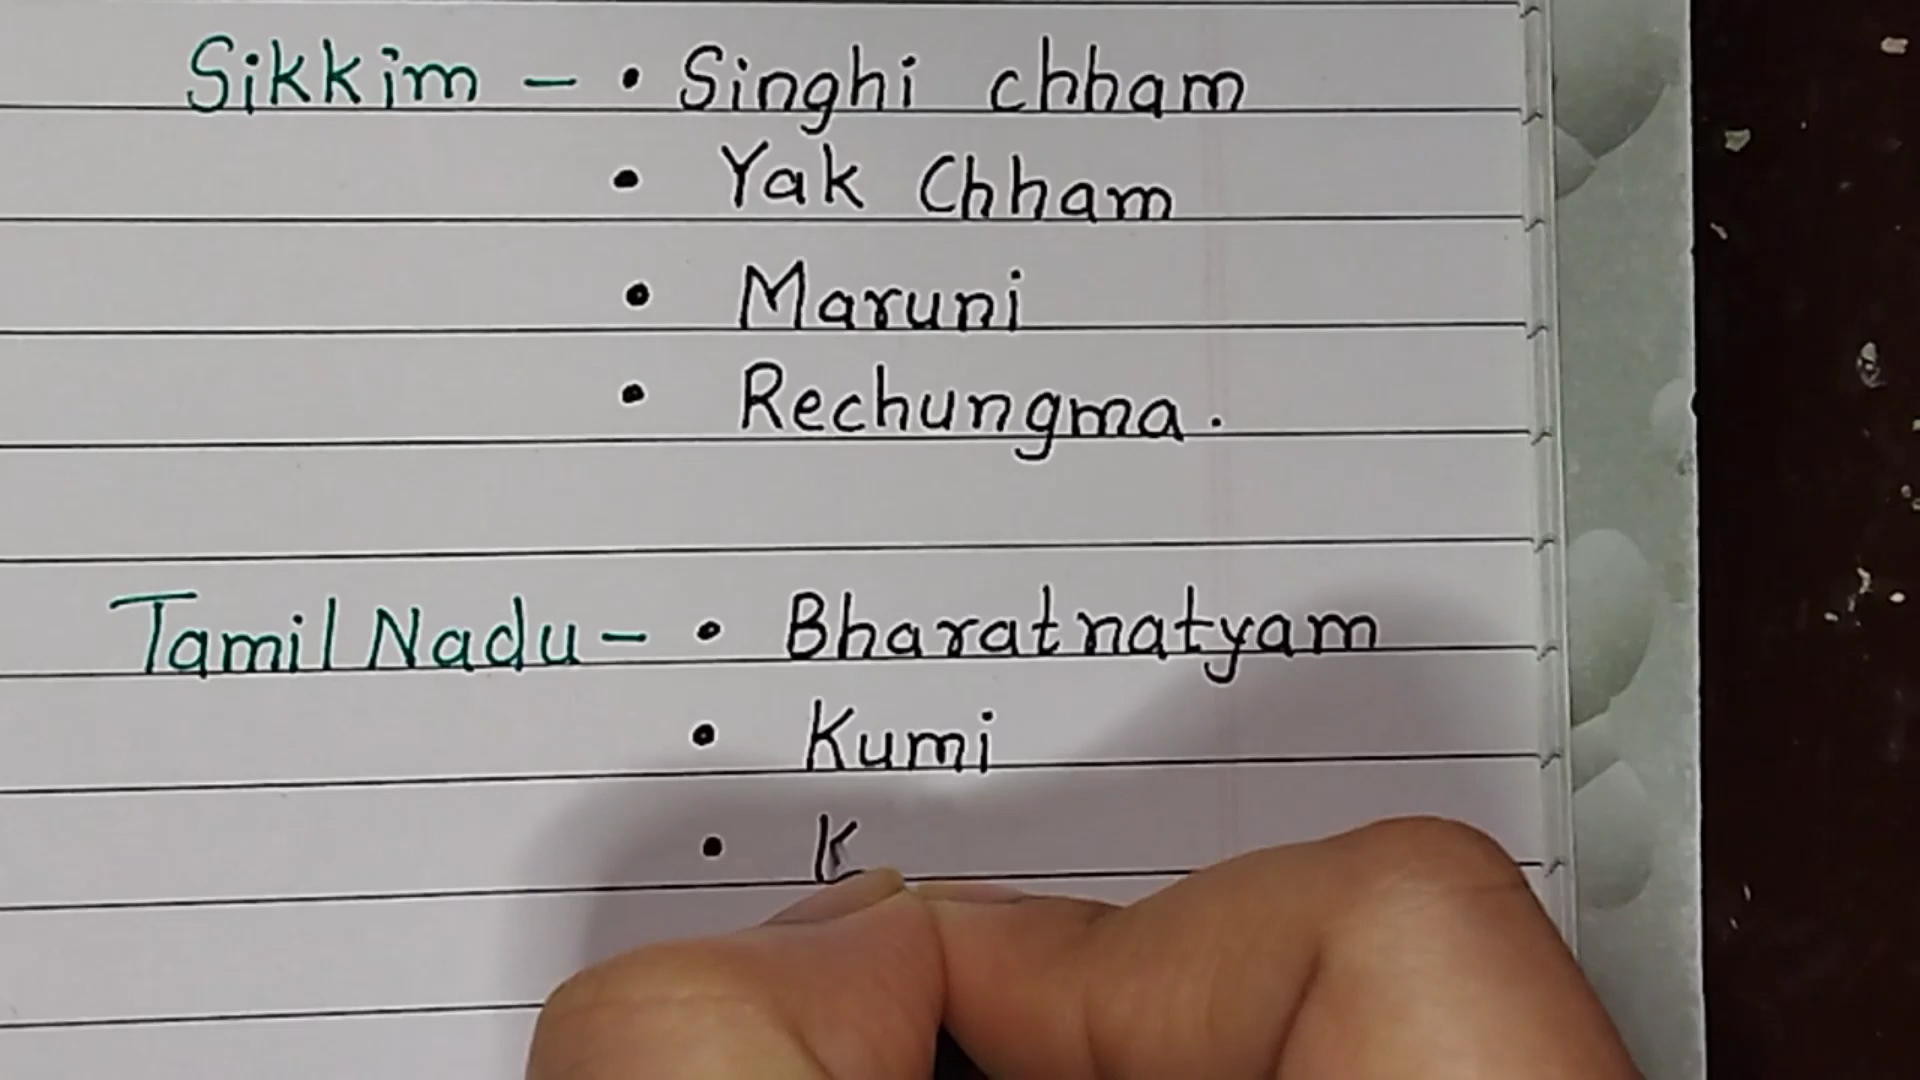 Sikkim - • Singhi chham
• Yak Chham
• Maruni
• Rechungma.
Tamil Nadu - • Bharatnatyam
• Kumi
• K